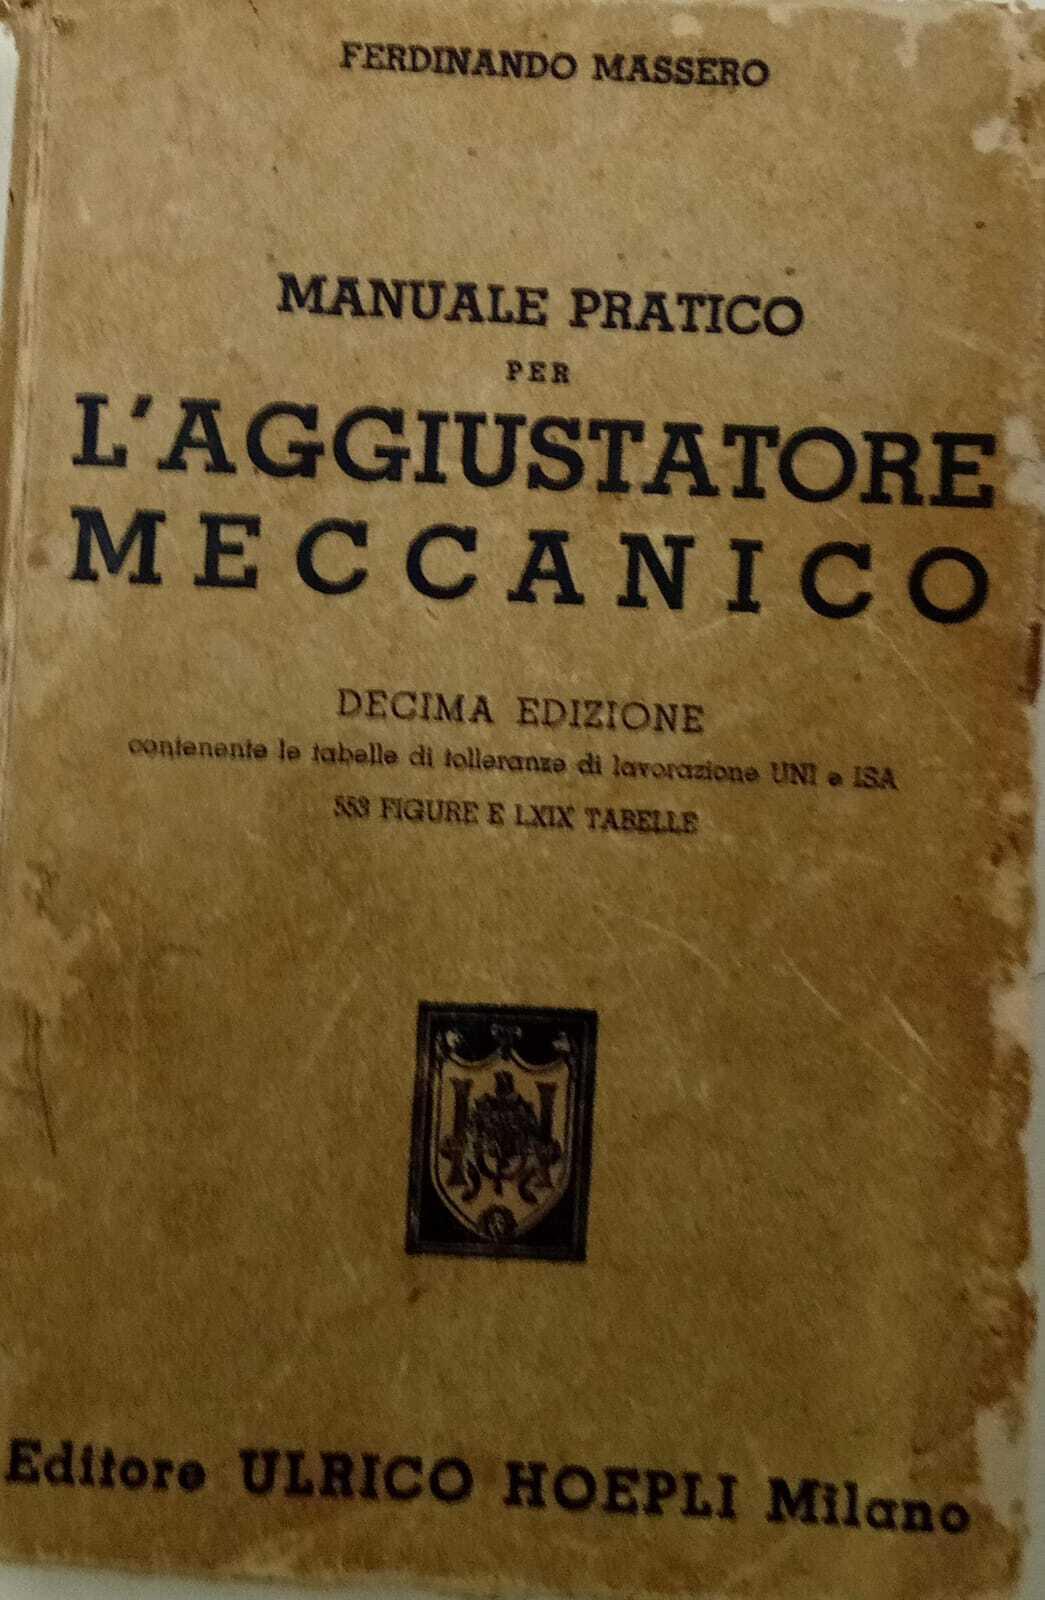 FERDINANDO MASSERO
MANUALE PRATICO
PER
L'AGGIUSTATORE
MECCANICO
DECIMA EDIZIONE
contenente le tabelle di tolleranze di lavorazione UNI e ISA
553 FIGURE E LXIX TABELLE
Editore ULRICO HOEPLI Milano